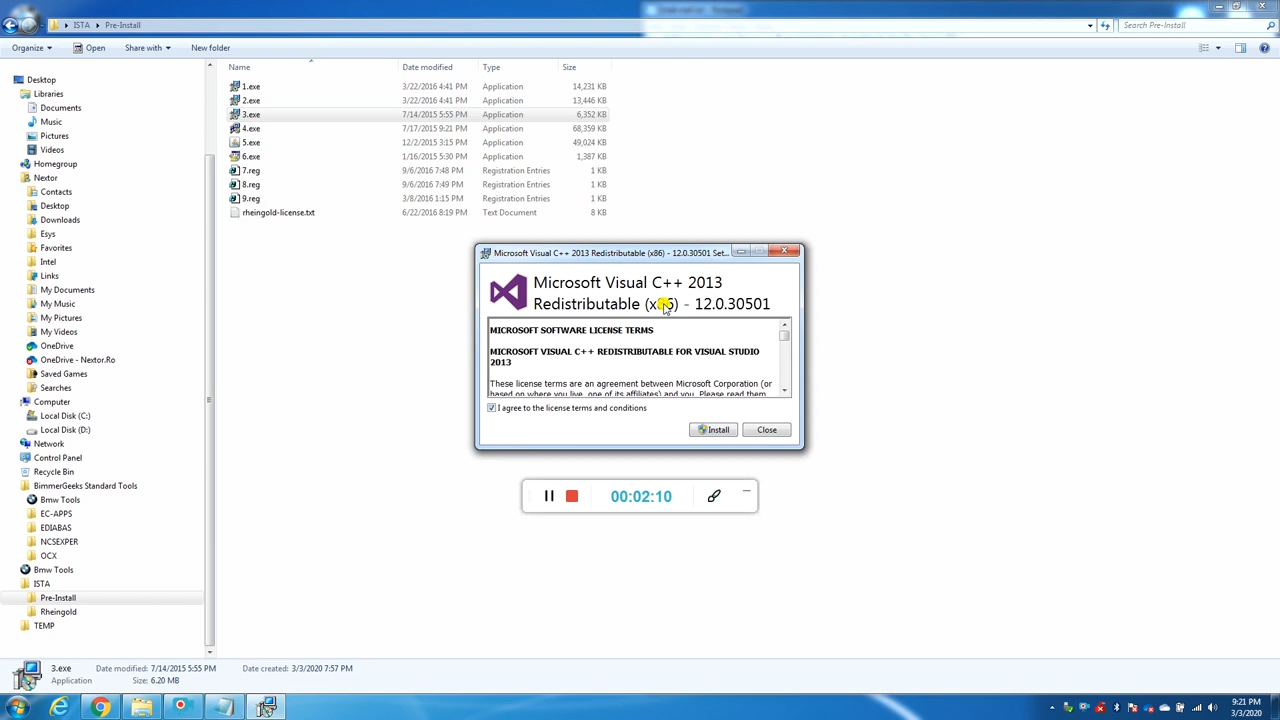 ISTA
Pre-Install
Search Pre-Install
Organize
Open
Share with
New folder
Name
Date modified
Type
Size
1.exe 3/22/2016 4:41 PM Application 14,231 KB
2.exe 3/22/2016 4:41 PM Application 13,446 KB
3.exe 7/14/2015 5:55 PM Application 6,352 KB
4.exe 7/17/2015 9:21 PM Application 68,359 KB
5.exe 12/2/2015 3:15 PM Application 49,024 KB
6.exe 1/16/2015 5:30 PM Application 1,387 KB
7.reg 9/6/2016 7:48 PM Registration Entries 1 KB
8.reg 9/6/2016 7:49 PM Registration Entries 1 KB
9.reg 3/8/2016 1:15 PM Registration Entries 1 KB
rheingold-license.txt 6/22/2016 8:19 PM Text Document 8 KB
Desktop
Libraries
Documents
Music
Pictures
Videos
Homegroup
Nextor
Contacts
Desktop
Downloads
Esys
Favorites
Intel
Links
My Documents
My Music
My Pictures
My Videos
OneDrive
OneDrive - Nextor.Ro
Saved Games
Searches
Computer
Local Disk (C:)
Local Disk (D:)
Network
Control Panel
Recycle Bin
BimmerGeeks Standard Tools
Bmw Tools
EC-APPS
EDIABAS
NCSEXPER
OCX
Bmw Tools
ISTA
Pre-Install
Rheingold
TEMP
Microsoft Visual C++ 2013 Redistributable (x86) - 12.0.30501 Set...
Microsoft Visual C++ 2013
Redistributable (x86) - 12.0.30501
MICROSOFT SOFTWARE LICENSE TERMS
MICROSOFT VISUAL C++ REDISTRIBUTABLE FOR VISUAL STUDIO
2013
These license terms are an agreement between Microsoft Corporation (or
based on where you live, one of its affiliates) and you. Please read them
I agree to the license terms and conditions
Install
Close
00:02:10
3.exe Date modified: 7/14/2015 5:55 PM Date created: 3/3/2020 7:57 PM
Application Size: 6.20 MB
9:21 PM
3/3/2020